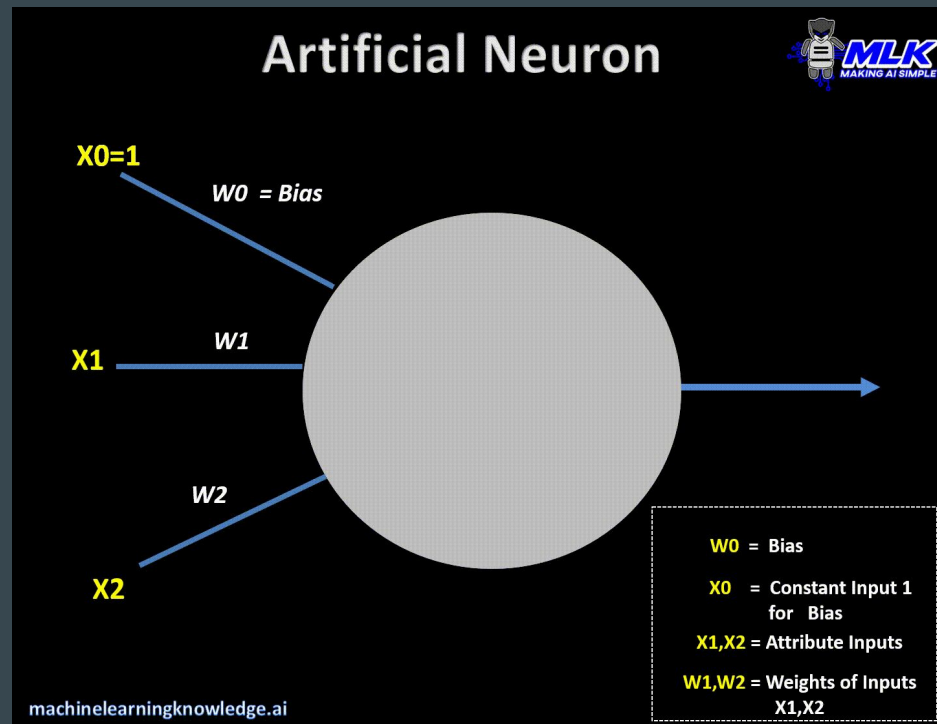 Artificial Neuron
MLK
MAKING AI SIMPLE
X0=1
W0 = Bias
W1
X1
W2
X2
W0 = Bias
X0 = Constant Input 1
for Bias
X1,X2 = Attribute Inputs
W1,W2 = Weights of Inputs
X1,X2
machinelearningknowledge.ai